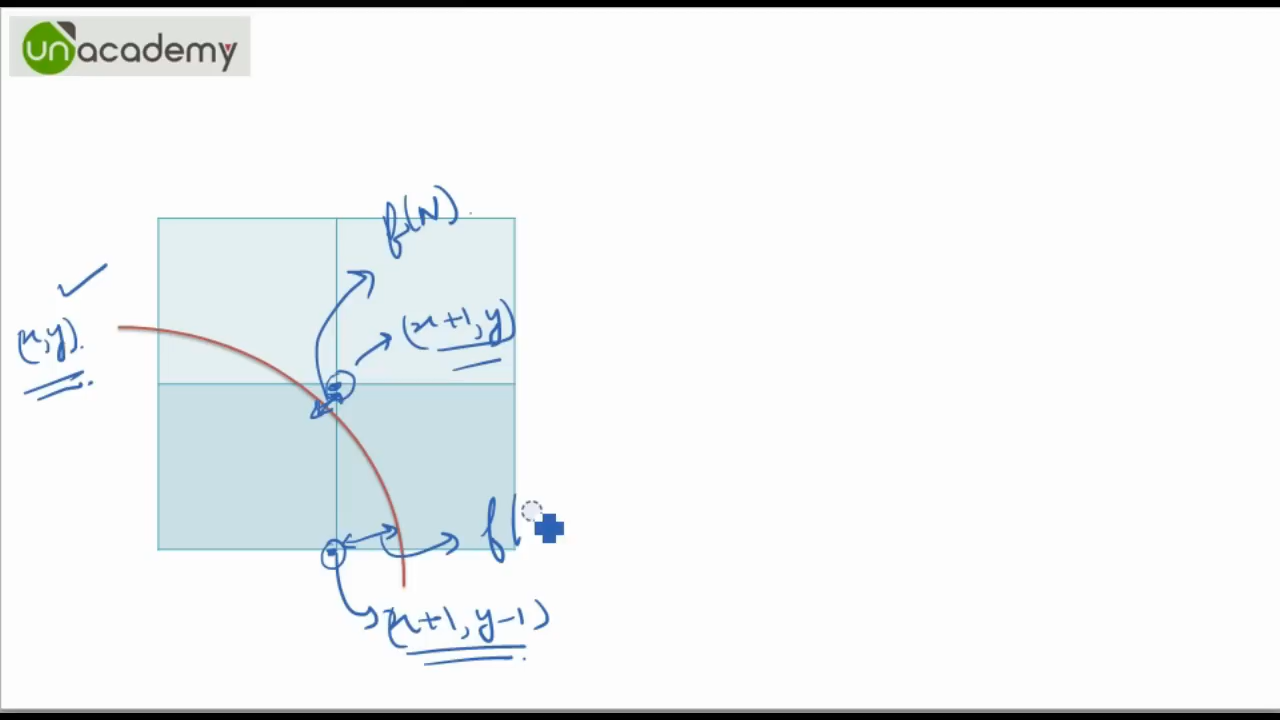 unacademy
f(N).
(x+1, y)
(x,y).
f(
(x+1, y-1)